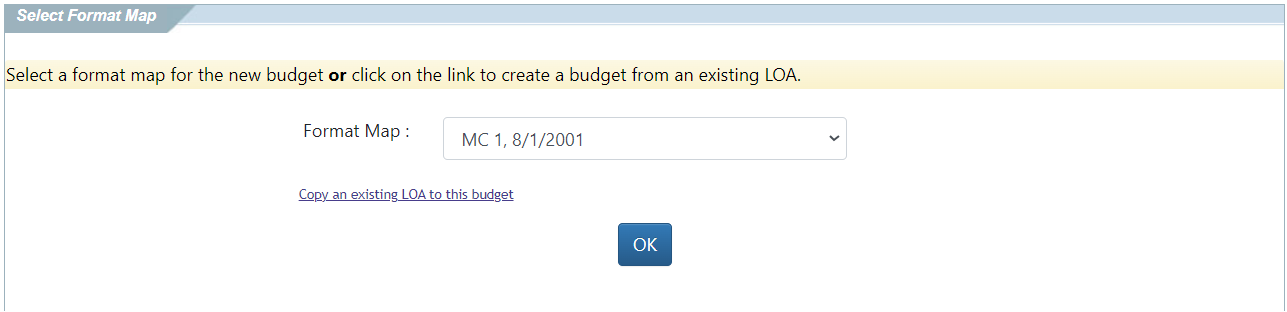 Select Format Map
Select a format map for the new budget or click on the link to create a budget from an existing LOA.
Format Map : MC 1, 8/1/2001
Copy an existing LOA to this budget
OK